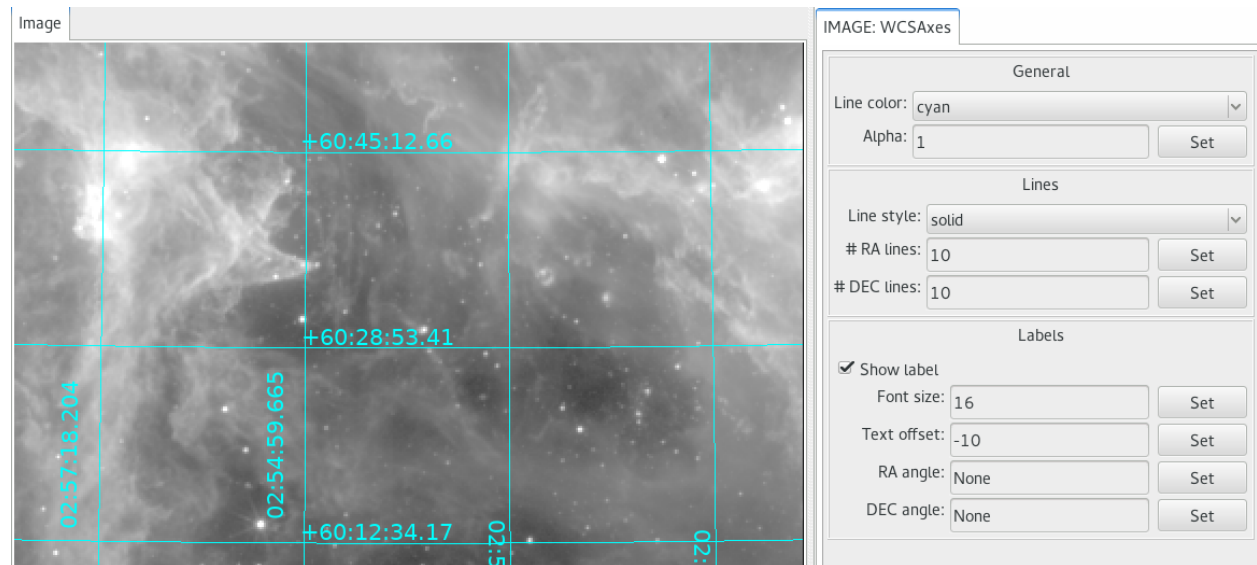 Image
+60:45:12.66
+60:28:53.41
02:57:18.204
02:54:59.665
+60:12:34.17
02:5
02:
IMAGE: WCSAxes
General
Line color: cyan
Alpha: 1 Set
Lines
Line style: solid
# RA lines: 10 Set
# DEC lines: 10 Set
Labels
Show label
Font size: 16 Set
Text offset: -10 Set
RA angle: None Set
DEC angle: None Set